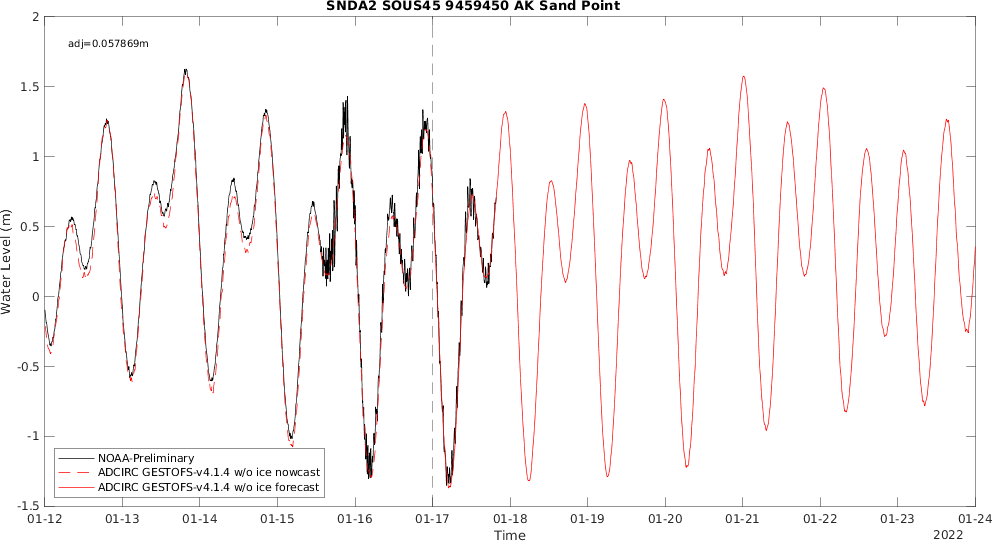 SNDA2 SOUS45 9459450 AK Sand Point
adj=0.057869m
Water Level (m)
2
1.5
1
0.5
0
-0.5
-1
-1.5
NOAA-Preliminary
ADCIRC GESTOFS-v4.1.4 w/o ice nowcast
ADCIRC GESTOFS-v4.1.4 w/o ice forecast
01-12 01-13 01-14 01-15 01-16 01-17 01-18 01-19 01-20 01-21 01-22 01-23 01-24
Time
2022